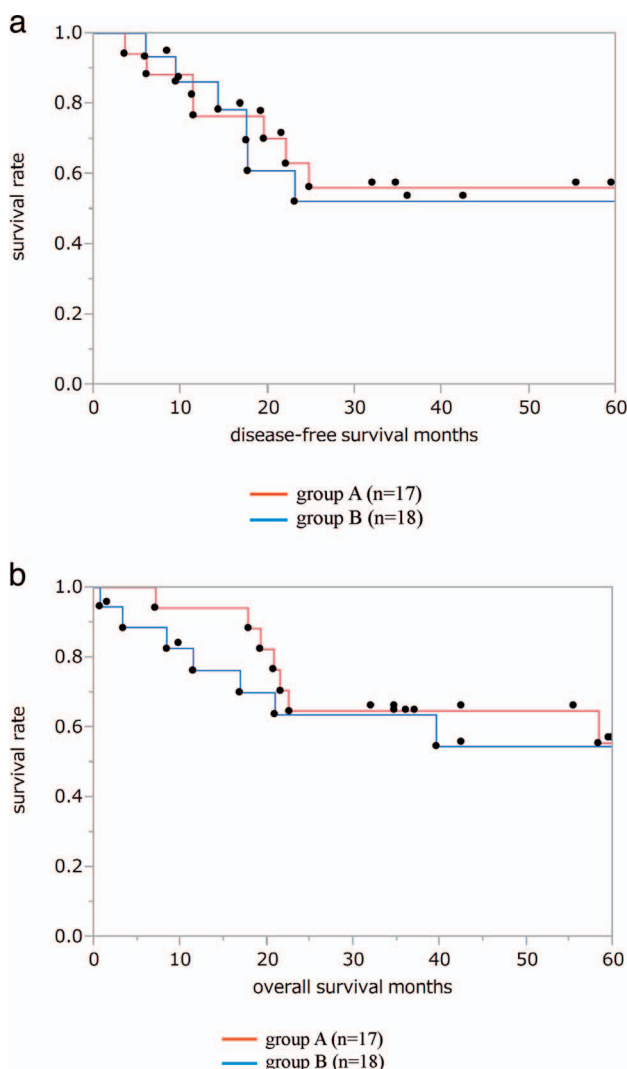 a
1.0
0.8
0.6
0.4
0.2
0.0
survival rate
0 10 20 30 40 50 60
disease-free survival months
group A (n=17)
group B (n=18)
b
1.0
0.8
0.6
0.4
0.2
0.0
survival rate
0 10 20 30 40 50 60
overall survival months
group A (n=17)
group B (n=18)